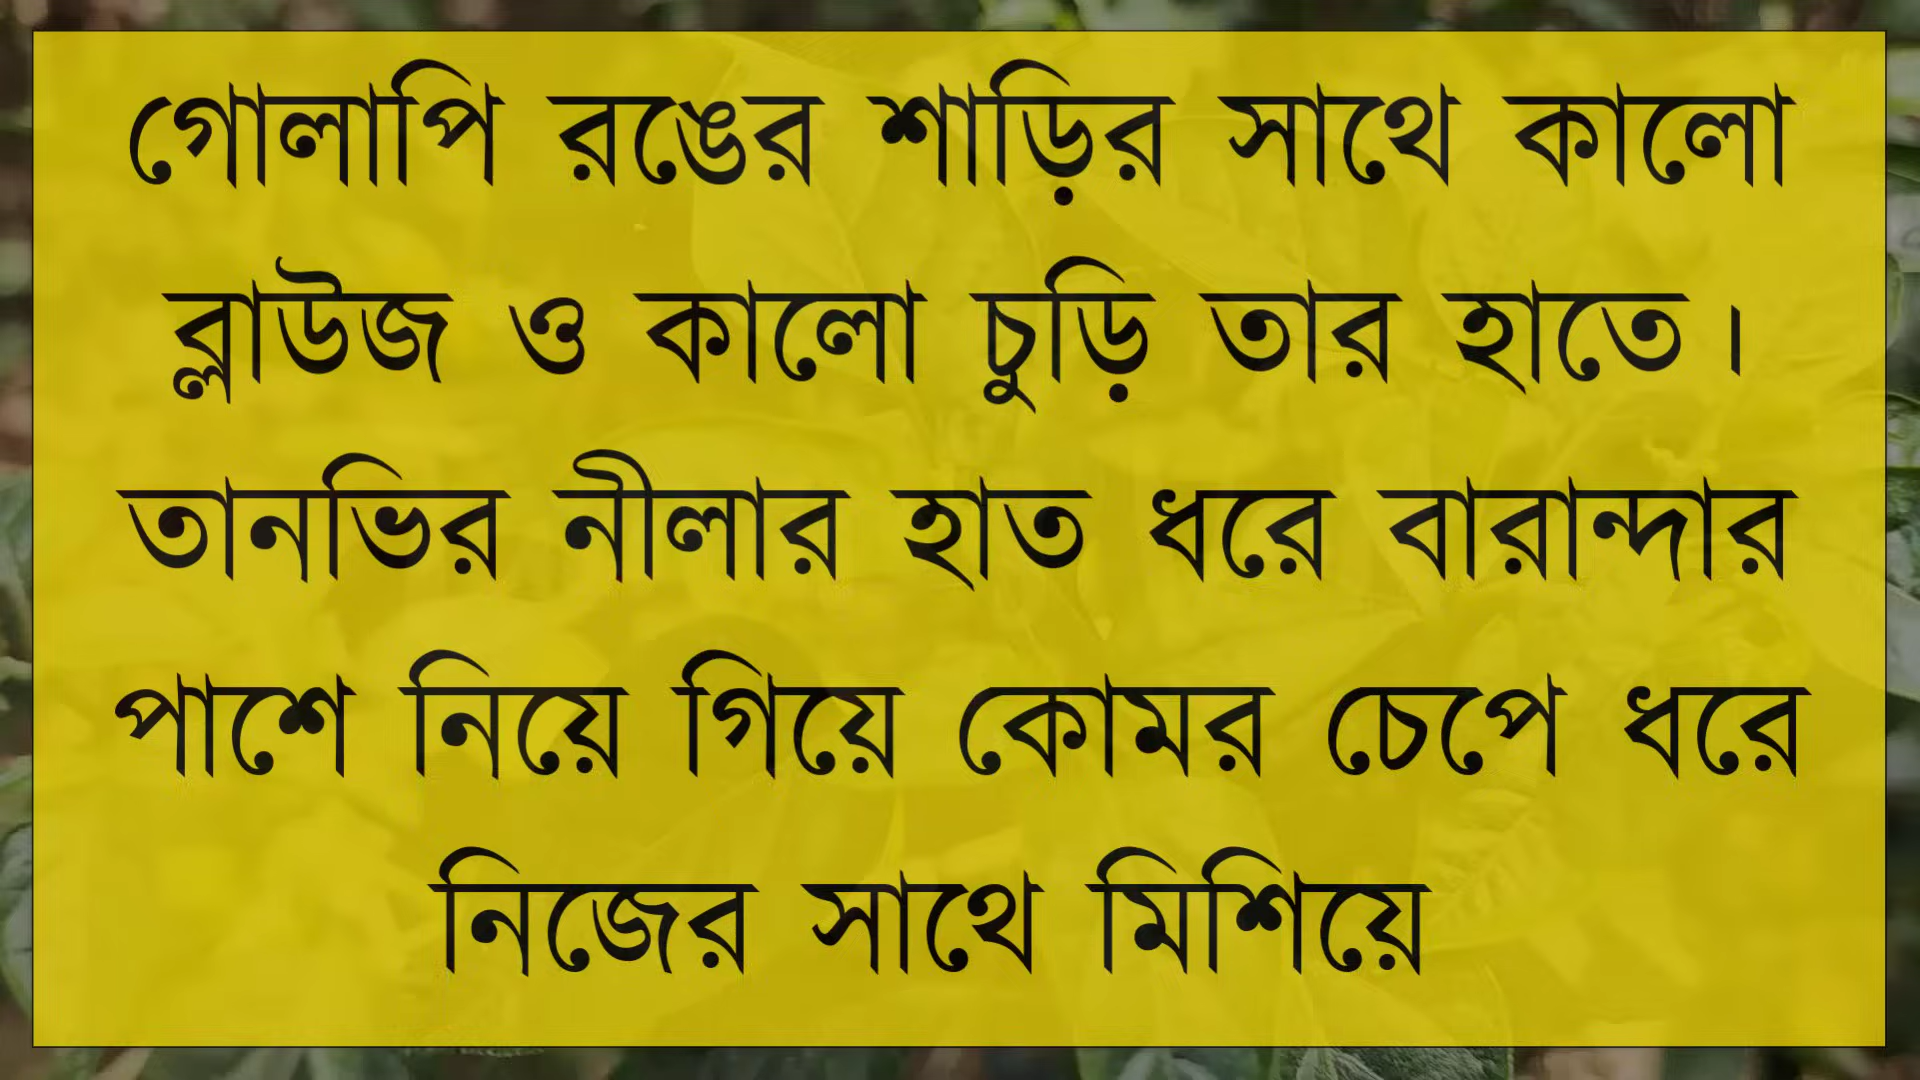 গোলাপি রঙের শাড়ির সাথে কালো
ব্লাউজ ও কালো চুড়ি তার হাতে।
তানভির নীলার হাত ধরে বারান্দার
পাশে নিয়ে গিয়ে কোমর চেপে ধরে
নিজের সাথে মিশিয়ে